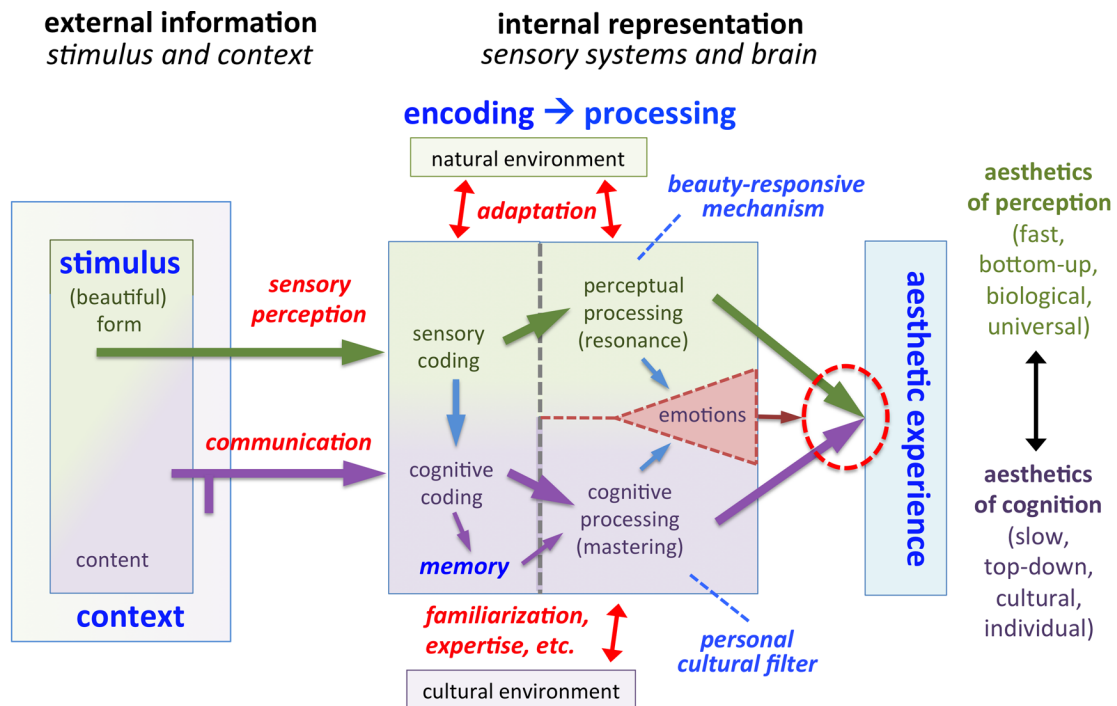 external information
stimulus and context
internal representation
sensory systems and brain
encoding → processing
natural environment
adaptation
beauty-responsive
mechanism
stimulus
(beautiful)
form
content
context
sensory
perception
communication
sensory
coding
cognitive
coding
memory
perceptual
processing
(resonance)
emotions
cognitive
processing
(mastering)
familiarization,
expertise, etc.
cultural environment
personal
cultural filter
aesthetic experience
aesthetics
of perception
(fast,
bottom-up,
biological,
universal)
aesthetics
of cognition
(slow,
top-down,
cultural,
individual)